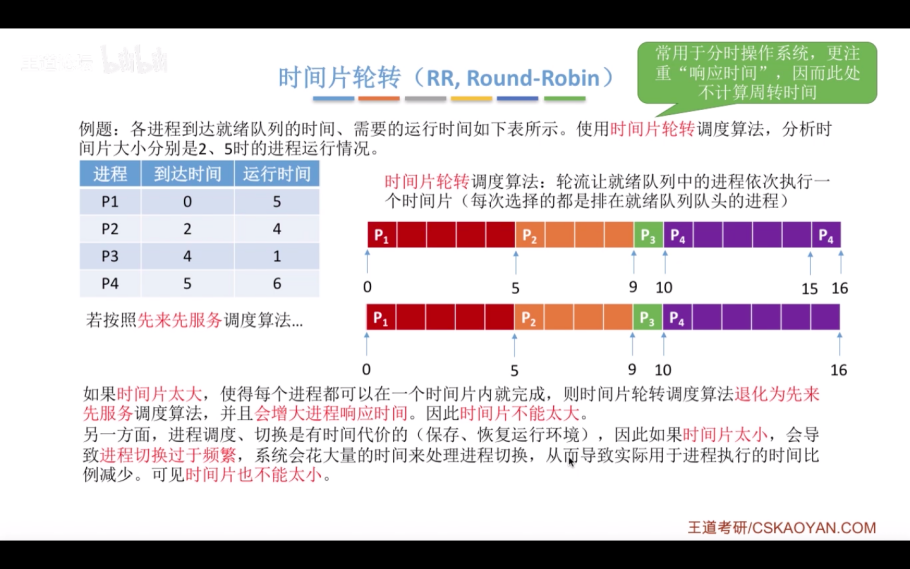 bilibili
时间片轮转（RR, Round-Robin）
常用于分时操作系统，更注
重“响应时间”，因而此处
不计算周转时间
例题：各进程到达就绪队列的时间、需要的运行时间如下表所示。使用时间片轮转调度算法，分析时
间片大小分别是2、5时的进程运行情况。
进程 到达时间 运行时间
P1 0 5
P2 2 4
P3 4 1
P4 5 6
若按照先来先服务调度算法...
时间片轮转调度算法：轮流让就绪队列中的进程依次执行一
个时间片（每次选择的都是排在就绪队列队头的进程）
P1 P2 P3 P4 P4
0 5 9 10 15 16
P1 P2 P3 P4
0 5 9 10 16
如果时间片太大，使得每个进程都可以在一个时间片内就完成，则时间片轮转调度算法退化为先来
先服务调度算法，并且会增大进程响应时间。因此时间片不能太大。
另一方面，进程调度、切换是有时间代价的（保存、恢复运行环境），因此如果时间片太小，会导
致进程切换过于频繁，系统会花大量的时间来处理进程切换，从而导致实际用于进程执行的时间比
例减少。可见时间片也不能太小。
王道考研/CSKAOYAN.COM